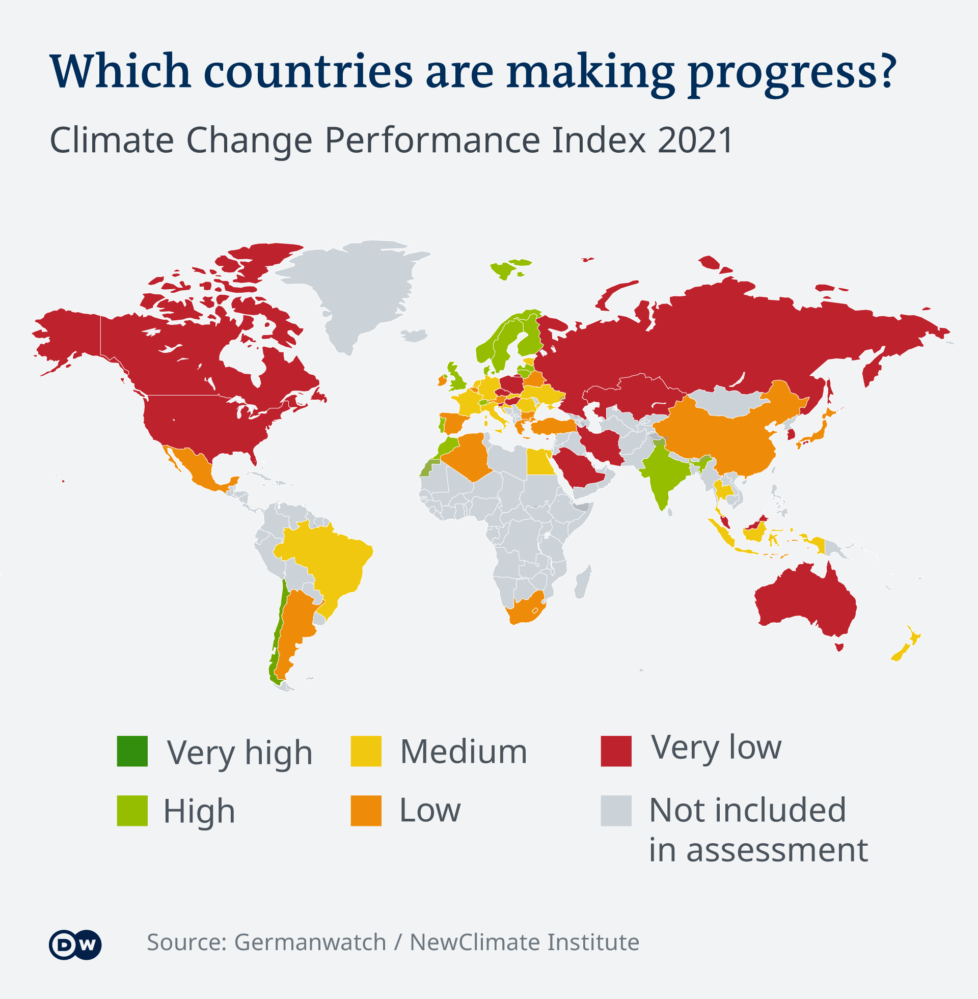 Which countries are making progress?
Climate Change Performance Index 2021
Very high
Medium
Very low
High
Low
Not included
in assessment
DW
Source: Germanwatch / NewClimate Institute